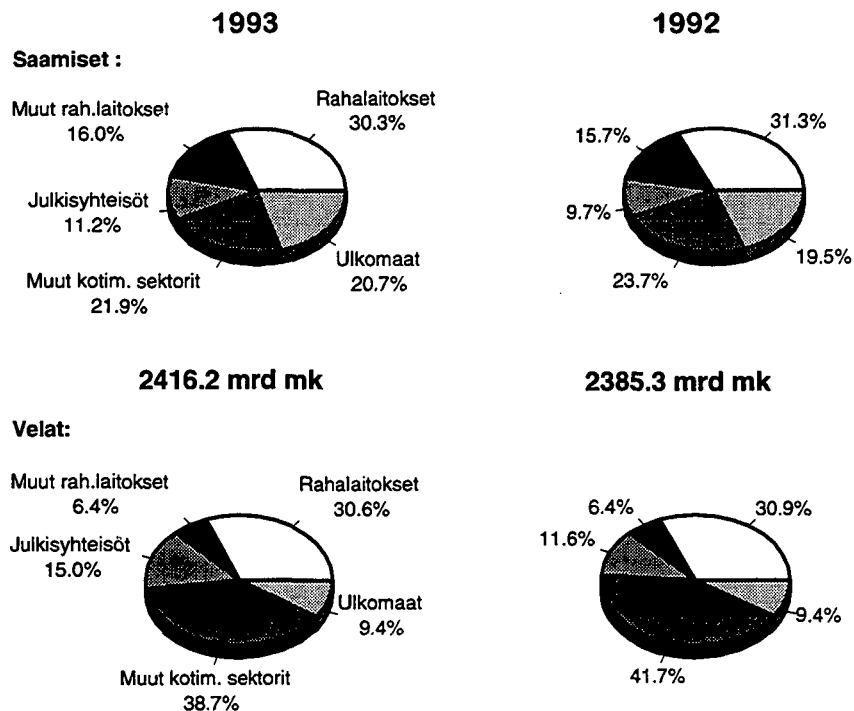 1993
1992
Saamiset :
Muut rah.laitokset
16.0%
Rahalaitokset
30.3%
Julkisyhteisöt
11.2%
Muut kotim. sektorit
21.9%
Ulkomaat
20.7%
15.7%
31.3%
9.7%
23.7%
19.5%
2416.2 mrd mk
2385.3 mrd mk
Velat:
Muut rah.laitokset
6.4%
Rahalaitokset
30.6%
Julkisyhteisöt
15.0%
Ulkomaat
9.4%
Muut kotim. sektorit
38.7%
6.4%
30.9%
11.6%
9.4%
41.7%